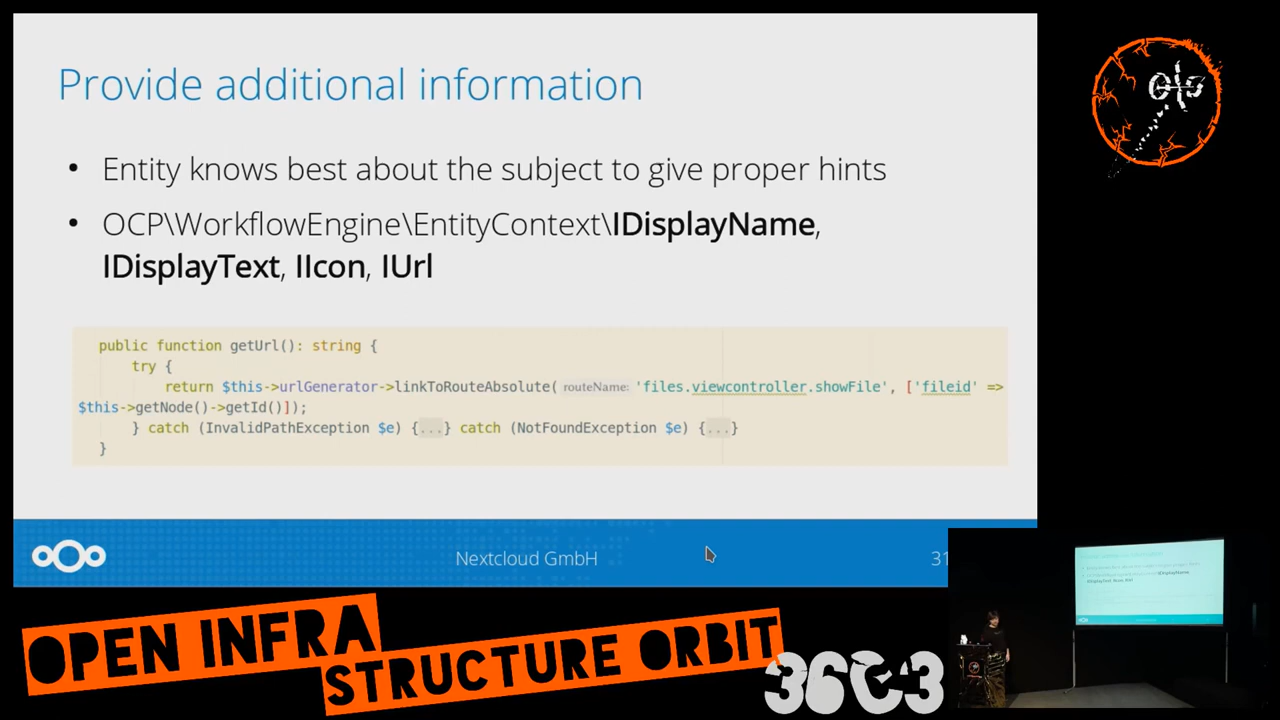 Provide additional information
• Entity knows best about the subject to give proper hints
• OCP\WorkflowEngine\EntityContext\IDisplayName,
IDisplayText, IIcon, IUrl
public function getUrl(): string {
try {
return $this->urlGenerator->linkToRouteAbsolute( routeName: 'files.viewcontroller.showFile', ['fileid' =>
$this->getNode()->getId()]);
} catch (InvalidPathException $e) {...} catch (NotFoundException $e) {...}
}
Nextcloud GmbH
31
OIO
OPEN INFRA
STRUCTURE ORBIT
36C3